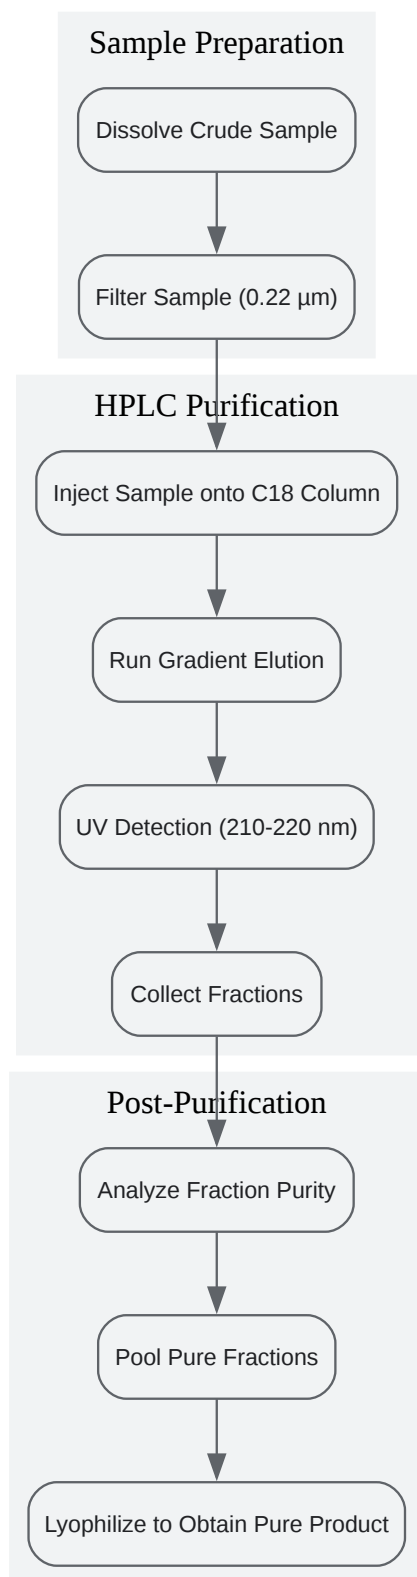 Sample Preparation
Dissolve Crude Sample
Filter Sample (0.22 µm)
HPLC Purification
Inject Sample onto C18 Column
Run Gradient Elution
UV Detection (210-220 nm)
Collect Fractions
Post-Purification
Analyze Fraction Purity
Pool Pure Fractions
Lyophilize to Obtain Pure Product